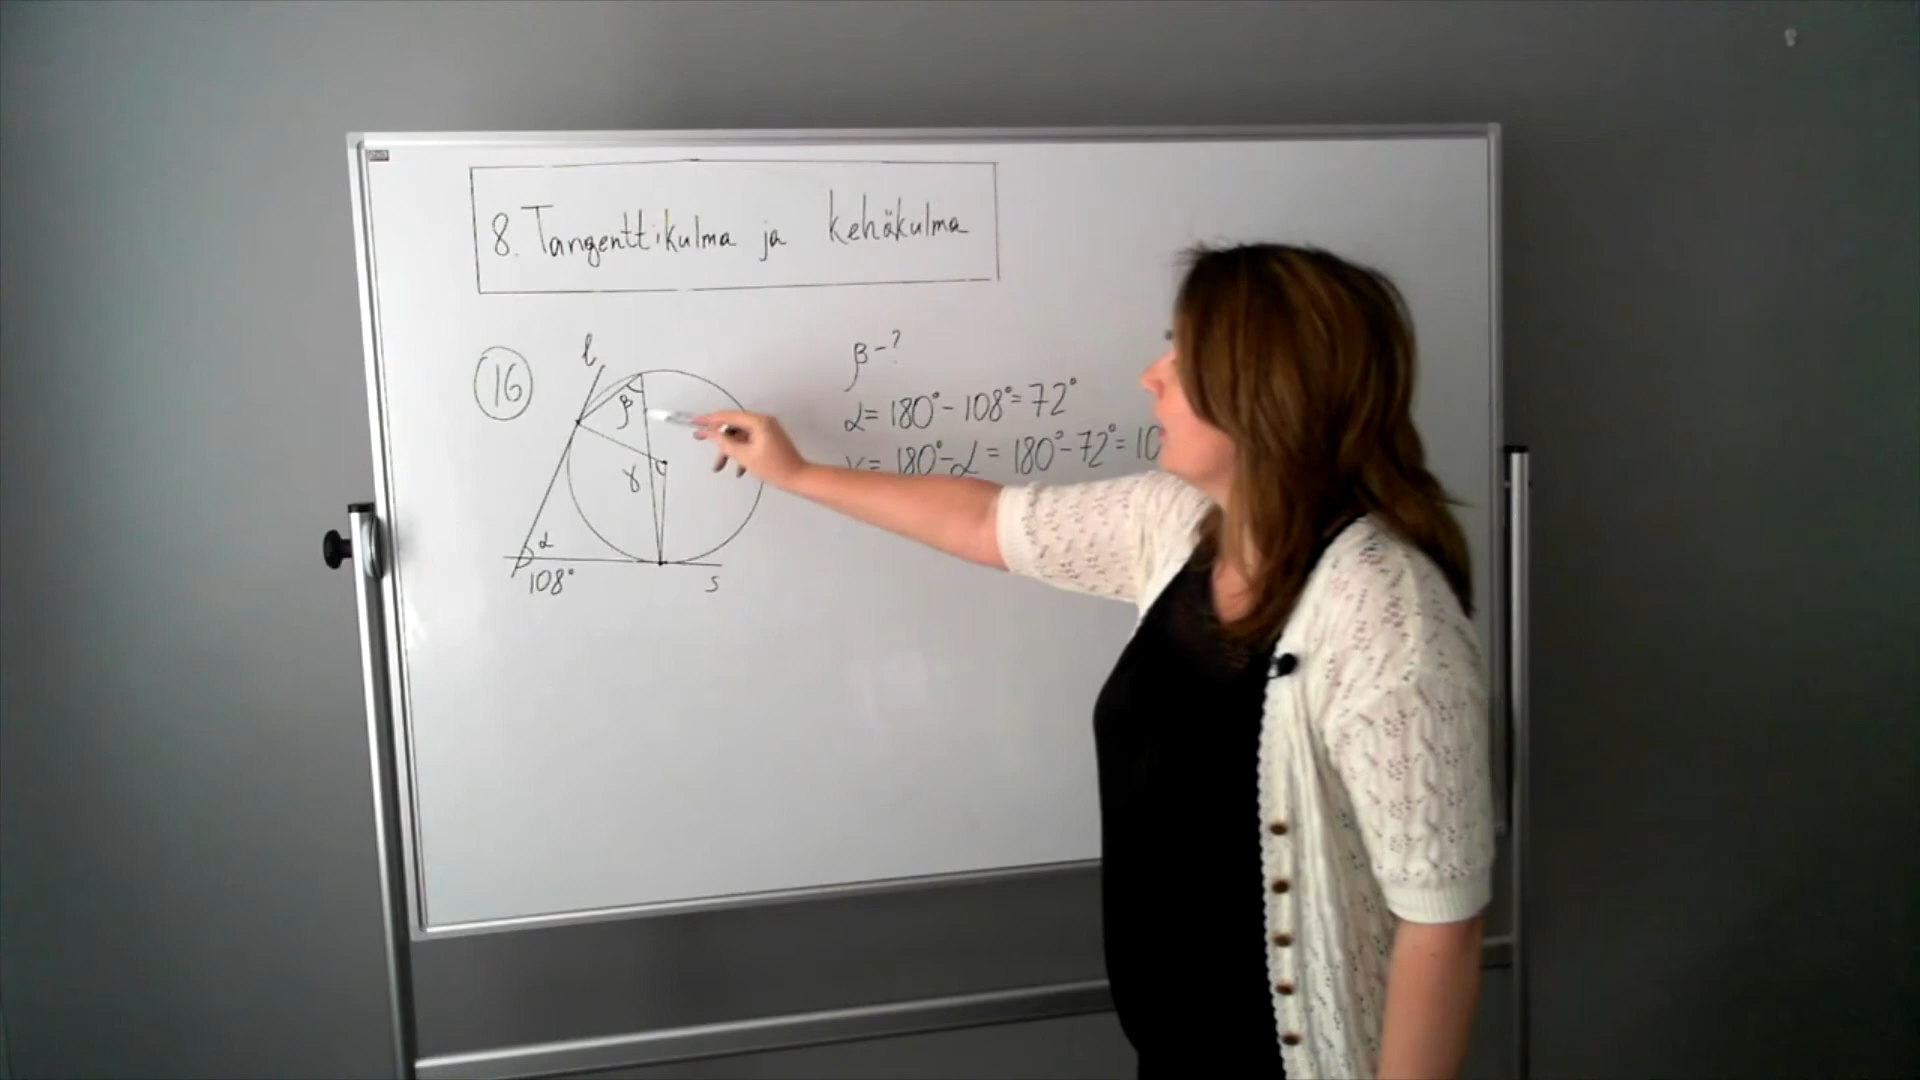 8. Tangenttikulma ja kehäkulma
16
l
β
γ
α
108°
s
β - ?
α = 180° - 108° = 72°
γ = 180° - α = 180° - 72° = 10